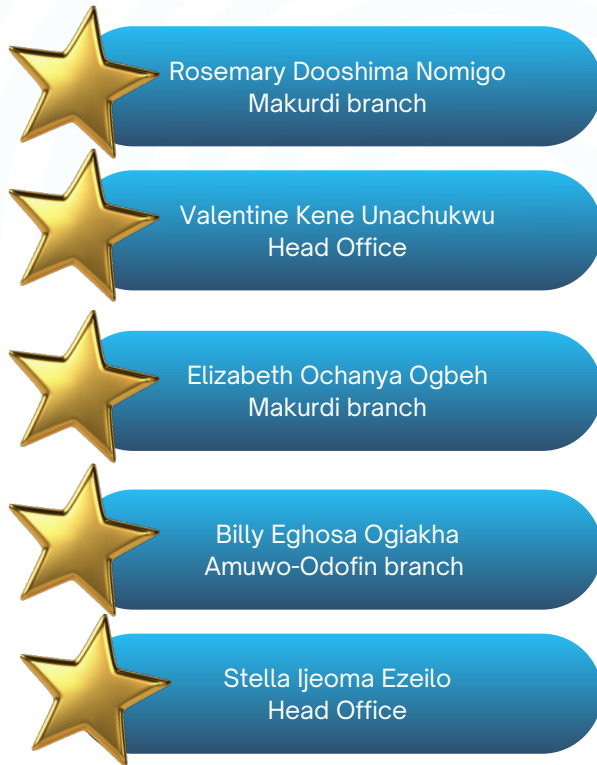 Rosemary Dooshima Nomigo
Makurdi branch
Valentine Kene Unachukwu
Head Office
Elizabeth Ochanya Ogbeh
Makurdi branch
Billy Eghosa Ogiakha
Amuwo-Odofin branch
Stella Ijeoma Ezeilo
Head Office